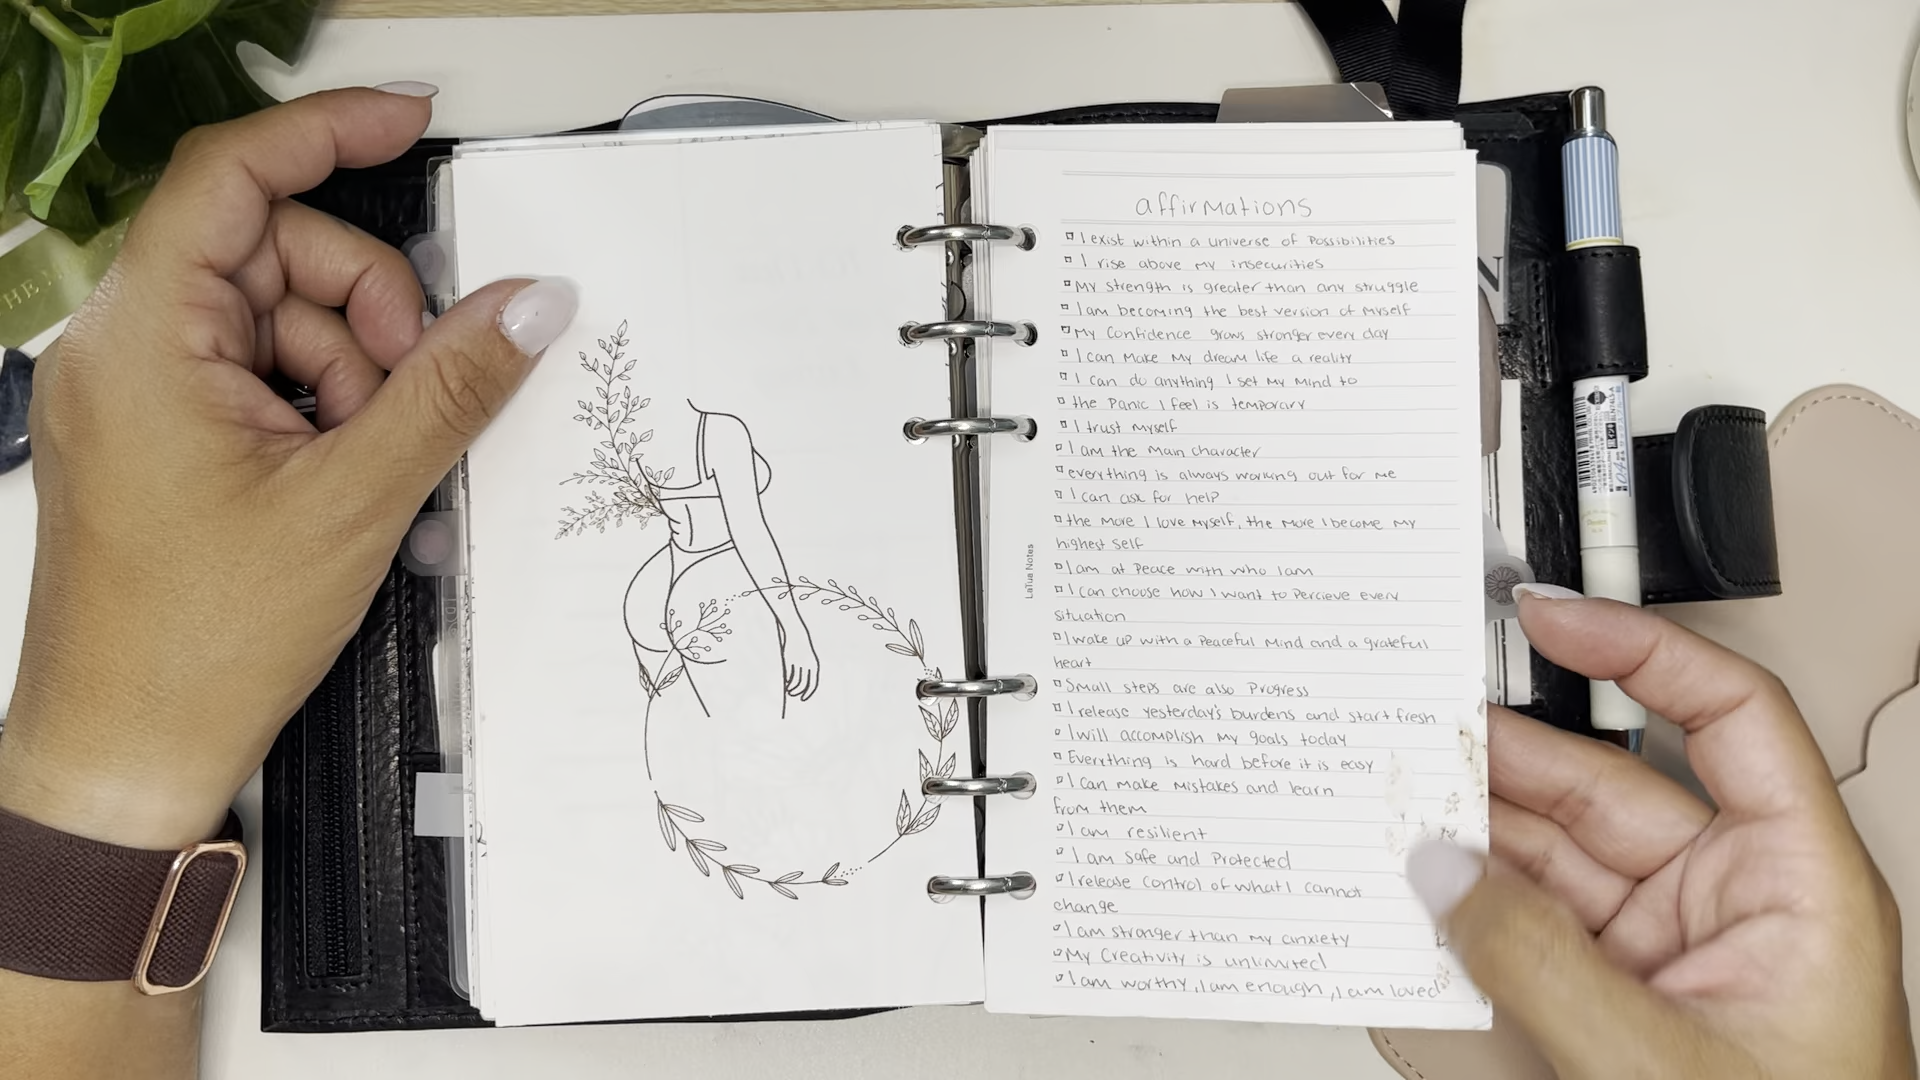 affirmations
I exist within a universe of possibilities
I rise above my insecurities
My strength is greater than any struggle
I am becoming the best version of myself
My confidence grows stronger every day
I can make my dream life a reality
I can do anything I set my mind to
the panic I feel is temporary
I trust myself
I am the main character
everything is always working out for me
I can ask for help
the more I love myself, the more I become my
highest self
I am at peace with who I am
I can choose how I want to percieve every
situation
I wake up with a peaceful mind and a grateful
heart
Small steps are also progress
I release yesterday's burdens and start fresh
I will accomplish my goals today
Everything is hard before it is easy
I can make mistakes and learn
from them
I am resilient
I am safe and protected
I release control of what I cannot
change
I am stronger than my anxiety
My creativity is unlimited
I am worthy, I am enough, I am loved
LaTua Notes
THE
N